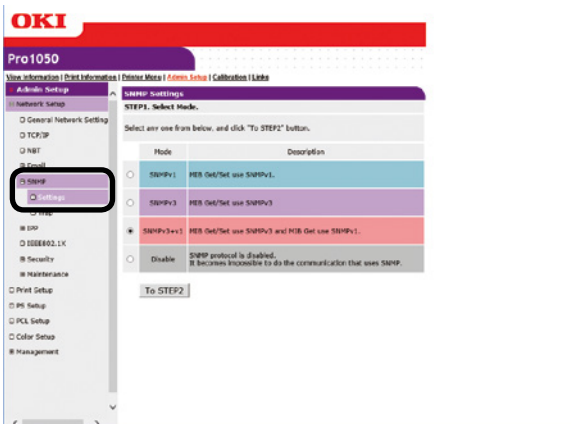 OKI
Pro1050
View Information | Print Information | Printer Menu | Admin Setup | Calibration | Links
Admin Setup
Network Setup
General Network Setting
TCP/IP
NBT
Email
SNMP
Settings
Trap
IPP
IEEE802.1X
Security
Maintenance
Print Setup
PS Setup
PCL Setup
Color Setup
Management
SNMP Settings
STEP1. Select Mode.
Select any one from below, and click "To STEP2" button.
Mode Description
SNMPv1 MIB Get/Set use SNMPv1.
SNMPv3 MIB Get/Set use SNMPv3
SNMPv3+v1 MIB Get/Set use SNMPv3 and MIB Get use SNMPv1.
Disable SNMP protocol is disabled.
It becomes impossible to do the communication that uses SNMP.
To STEP2